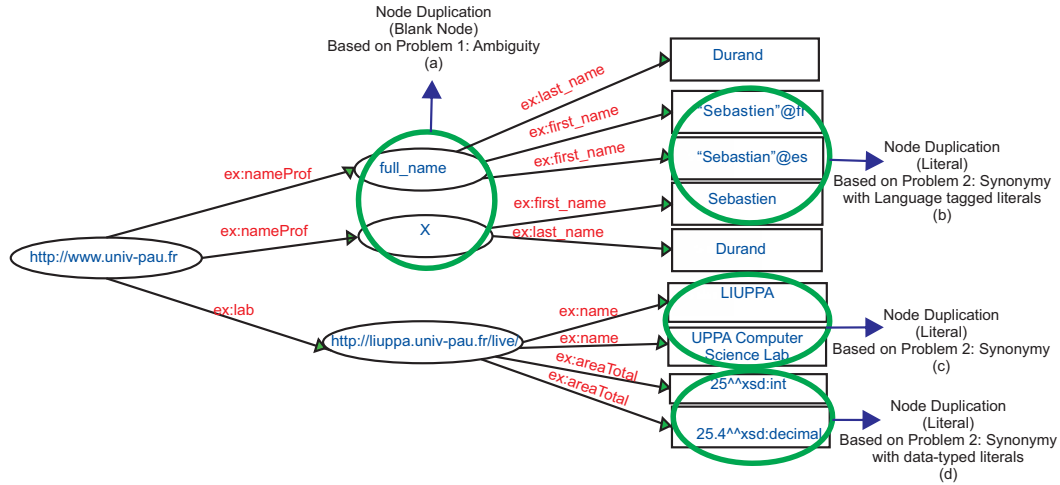 Node Duplication
(Blank Node)
Based on Problem 1: Ambiguity
(a)
Durand
ex:last_name
"Sebastien"@fr
ex:first_name
"Sebastian"@es
ex:first_name
Node Duplication
(Literal)
Based on Problem 2: Synonymy
with Language tagged literals
(b)
full_name
ex:nameProf
Sebastien
ex:first_name
X
ex:nameProf
ex:last_name
Durand
http://www.univ-pau.fr
ex:lab
LIUPPA
ex:name
http://liuppa.univ-pau.fr/live/
ex:name
UPPA Computer
Science Lab
Node Duplication
(Literal)
Based on Problem 2: Synonymy
(c)
ex:areaTotal
25^^xsd:int
ex:areaTotal
25.4^^xsd:decimal
Node Duplication
(Literal)
Based on Problem 2: Synonymy
with data-typed literals
(d)